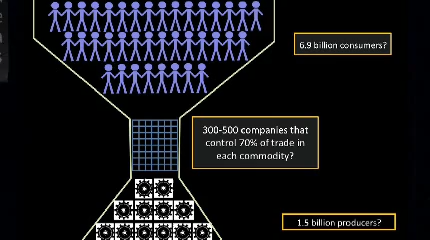 6.9 billion consumers?
300-500 companies that
control 70% of trade in
each commodity?
1.5 billion producers?